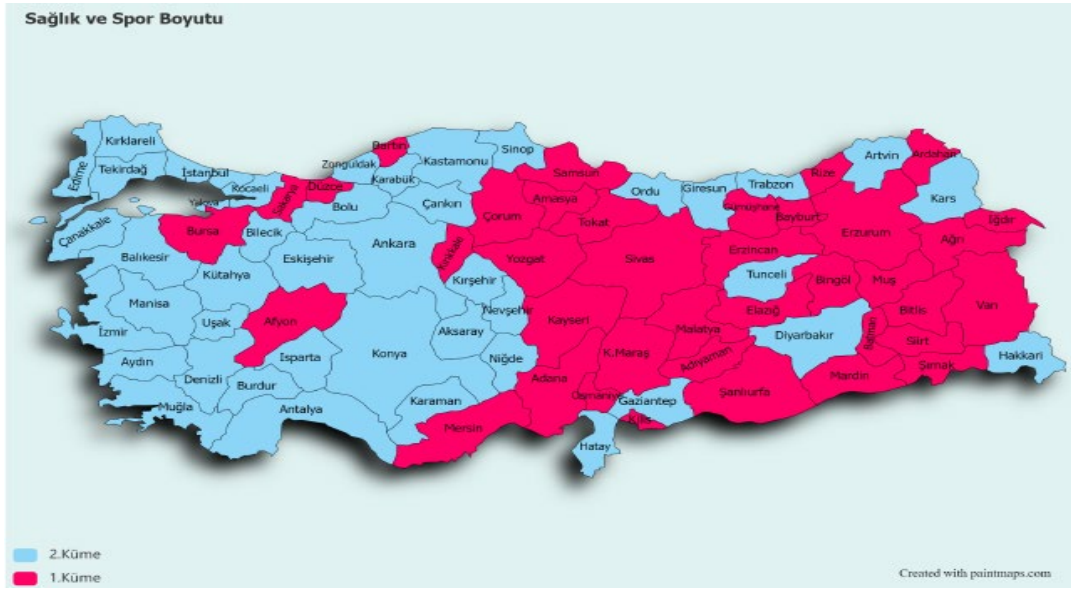 Sağlık ve Spor Boyutu
Kırklareli
Edirne
Tekirdağ
İstanbul
Kocaeli
Yalova
Sakarya
Düzce
Zonguldak
Bartın
Karabük
Kastamonu
Sinop
Samsun
Ordu
Giresun
Trabzon
Rize
Artvin
Ardahan
Kars
Çanakkale
Balıkesir
Bursa
Bilecik
Bolu
Çankırı
Çorum
Amasya
Tokat
Gümüşhane
Bayburt
Erzurum
Iğdır
Ağrı
Kütahya
Eskişehir
Ankara
Kırıkkale
Yozgat
Sivas
Erzincan
Tunceli
Bingöl
Muş
Manisa
Uşak
Afyon
Kırşehir
Nevşehir
Kayseri
Malatya
Elazığ
Bitlis
Van
İzmir
Aydın
Denizli
Isparta
Konya
Aksaray
Niğde
K.Maraş
Adıyaman
Diyarbakır
Batman
Siirt
Hakkari
Muğla
Burdur
Antalya
Karaman
Mersin
Adana
Osmaniye
Gaziantep
Kilis
Şanlıurfa
Mardin
Şırnak
Hatay
2.Küme
1.Küme
Created with paintmaps.com